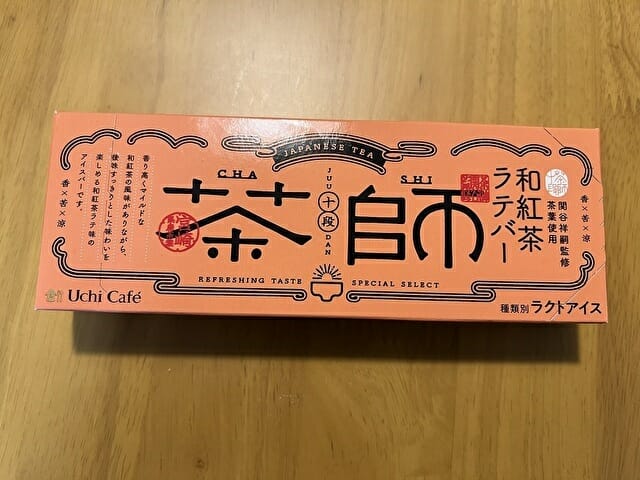 JAPANESE TEA
CHA SHI
茶師
JUU 十段 DAN
和紅茶
ラテバー
関谷祥嗣監修
茶葉使用
香×苦×涼
香り高くマイルドな
和紅茶の風味がありながら、
後味すっきりとした味わいを
楽しめる和紅茶ラテ味の
アイスバーです。
香×苦×涼
REFRESHING TASTE SPECIAL SELECT
Uchi Café
種類別 ラクトアイス